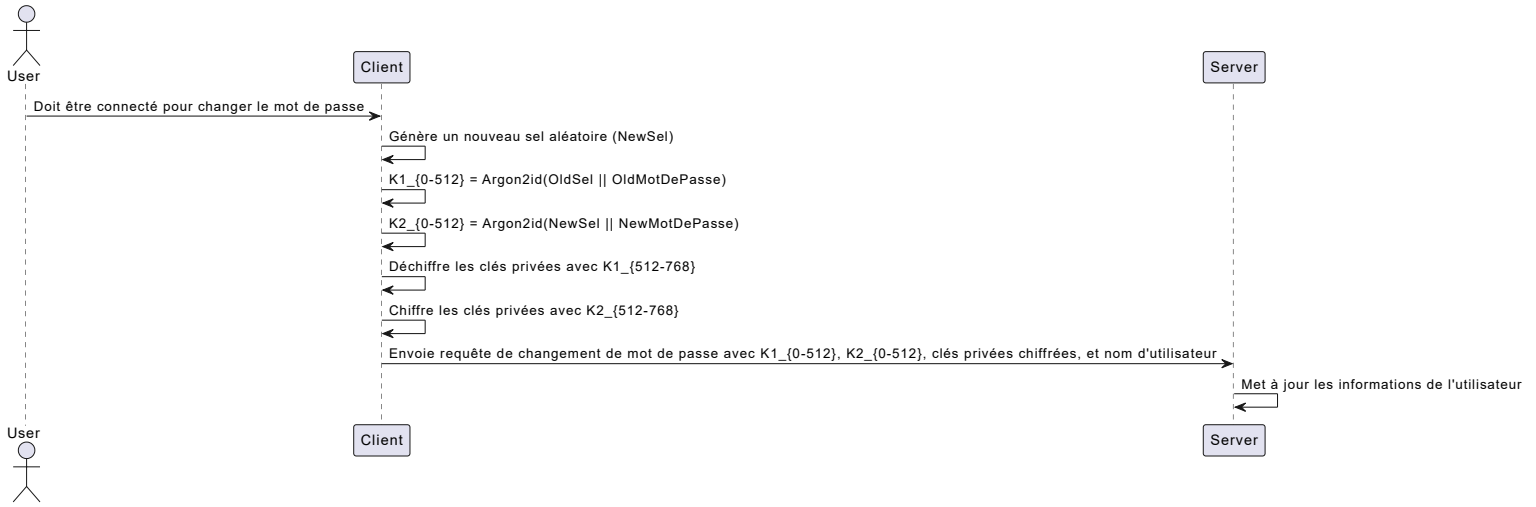 User
Client
Server
Doit être connecté pour changer le mot de passe
Génère un nouveau sel aléatoire (NewSel)
K1_{0-512} = Argon2id(OldSel || OldMotDePasse)
K2_{0-512} = Argon2id(NewSel || NewMotDePasse)
Déchiffre les clés privées avec K1_{512-768}
Chiffre les clés privées avec K2_{512-768}
Envoie requête de changement de mot de passe avec K1_{0-512}, K2_{0-512}, clés privées chiffrées, et nom d'utilisateur
Met à jour les informations de l'utilisateur
User
Client
Server